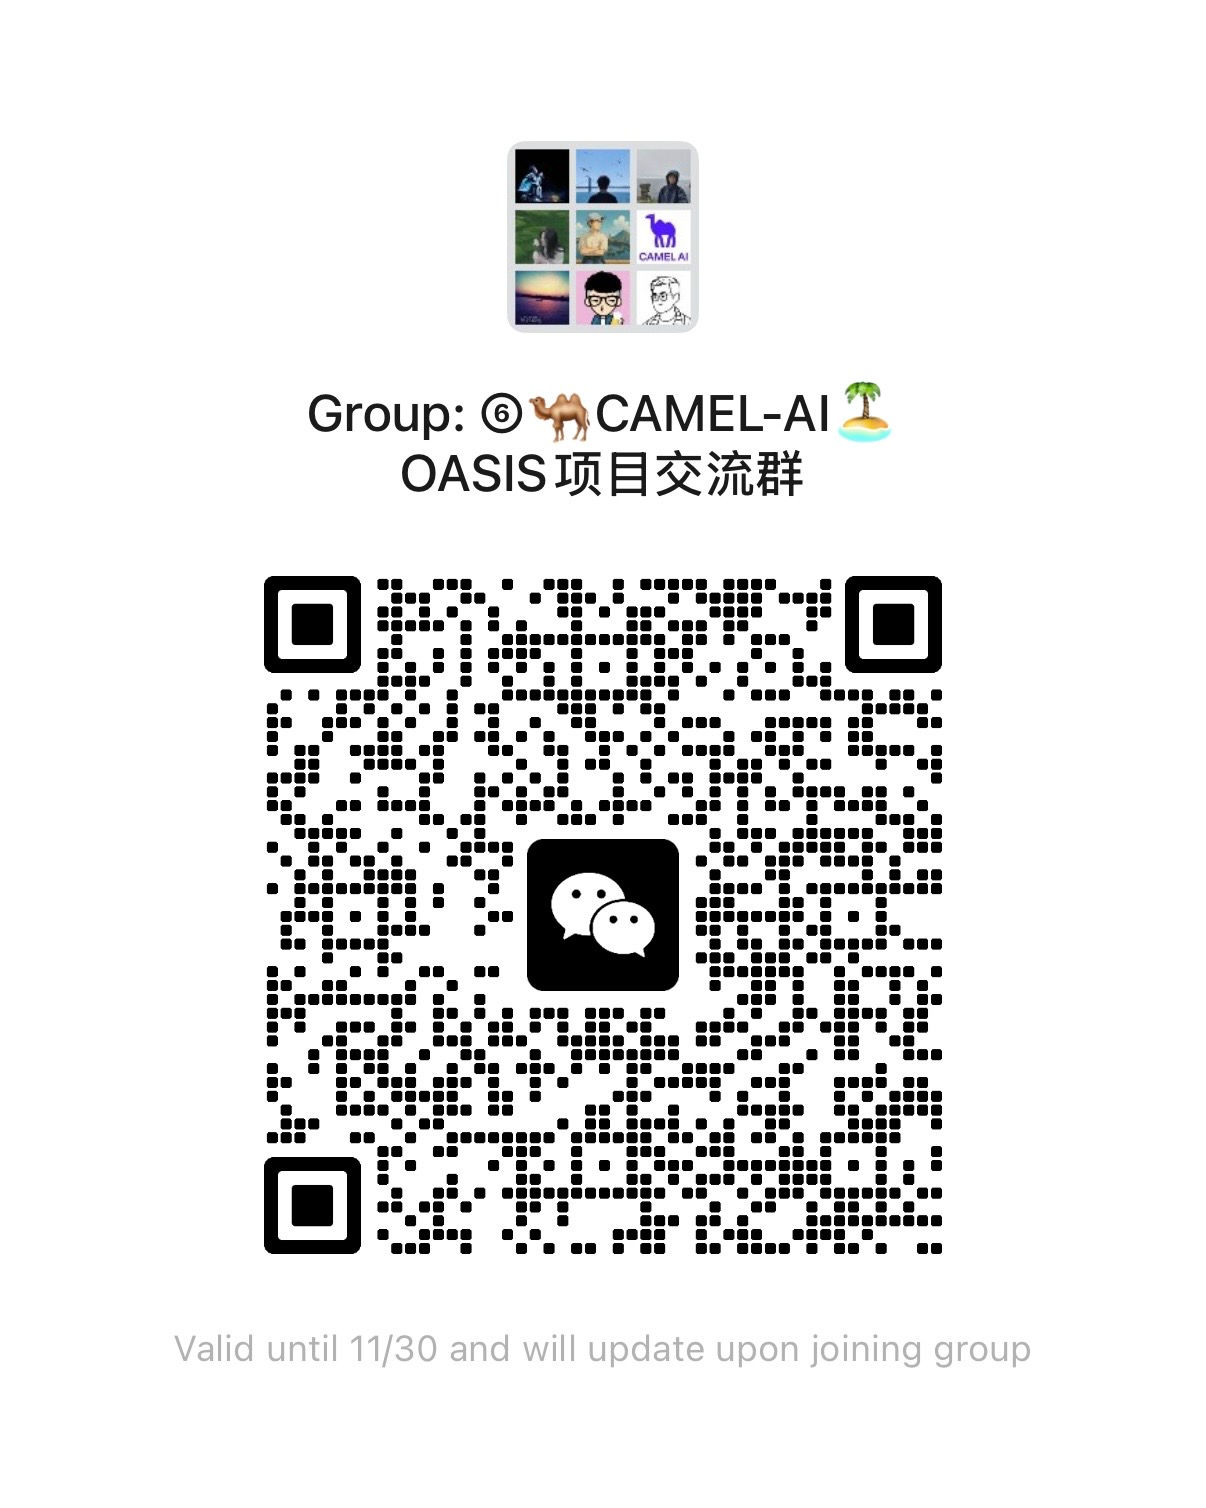 CAMEL AI
Group: ⑥🐫CAMEL-AI🏝️
OASIS项目交流群
Valid until 11/30 and will update upon joining group